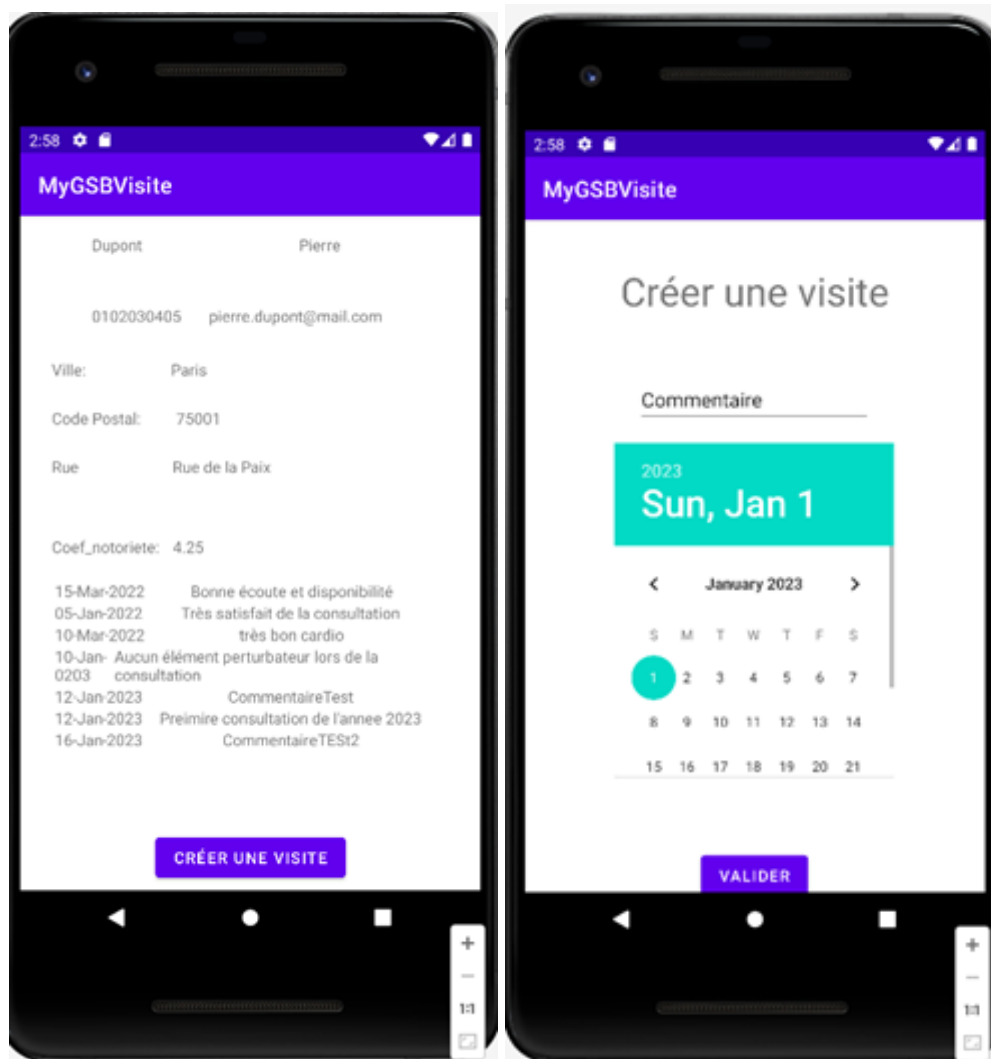 2:58
MyGSBVisite
Dupont Pierre
0102030405 pierre.dupont@mail.com
Ville: Paris
Code Postal: 75001
Rue Rue de la Paix
Coef_notoriete: 4.25
15-Mar-2022 Bonne écoute et disponibilité
05-Jan-2022 Très satisfait de la consultation
10-Mar-2022 très bon cardio
10-Jan- Aucun élément perturbateur lors de la
0203 consultation
12-Jan-2023 CommentaireTest
12-Jan-2023 Preimire consultation de l'annee 2023
16-Jan-2023 CommentaireTESt2
CRÉER UNE VISITE
1:1
2:58
MyGSBVisite
Créer une visite
Commentaire
2023
Sun, Jan 1
January 2023
S M T W T F S
1 2 3 4 5 6 7
8 9 10 11 12 13 14
15 16 17 18 19 20 21
VALIDER
1:1